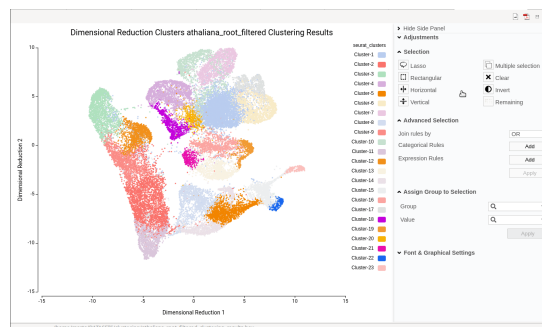 Dimensional Reduction Clusters athaliana_root_filtered Clustering Results
seurat_clusters
Cluster-1
Cluster-2
Cluster-3
Cluster-4
Cluster-5
Cluster-6
Cluster-7
Cluster-8
Cluster-9
Cluster-10
Cluster-11
Cluster-12
Cluster-13
Cluster-14
Cluster-15
Cluster-16
Cluster-17
Cluster-18
Cluster-19
Cluster-20
Cluster-21
Cluster-22
Cluster-23
10
5
0
-5
-10
-15
Dimensional Reduction 2
-15 -10 -5 0 5 10 15
Dimensional Reduction 1
Hide Side Panel
Adjustments
Selection
Lasso Multiple selection
Rectangular Clear
Horizontal Invert
Vertical Remaining
Advanced Selection
Join rules by OR
Categorical Rules Add
Expression Rules Add
Apply
Assign Group to Selection
Group
Value
Apply
Font & Graphical Settings